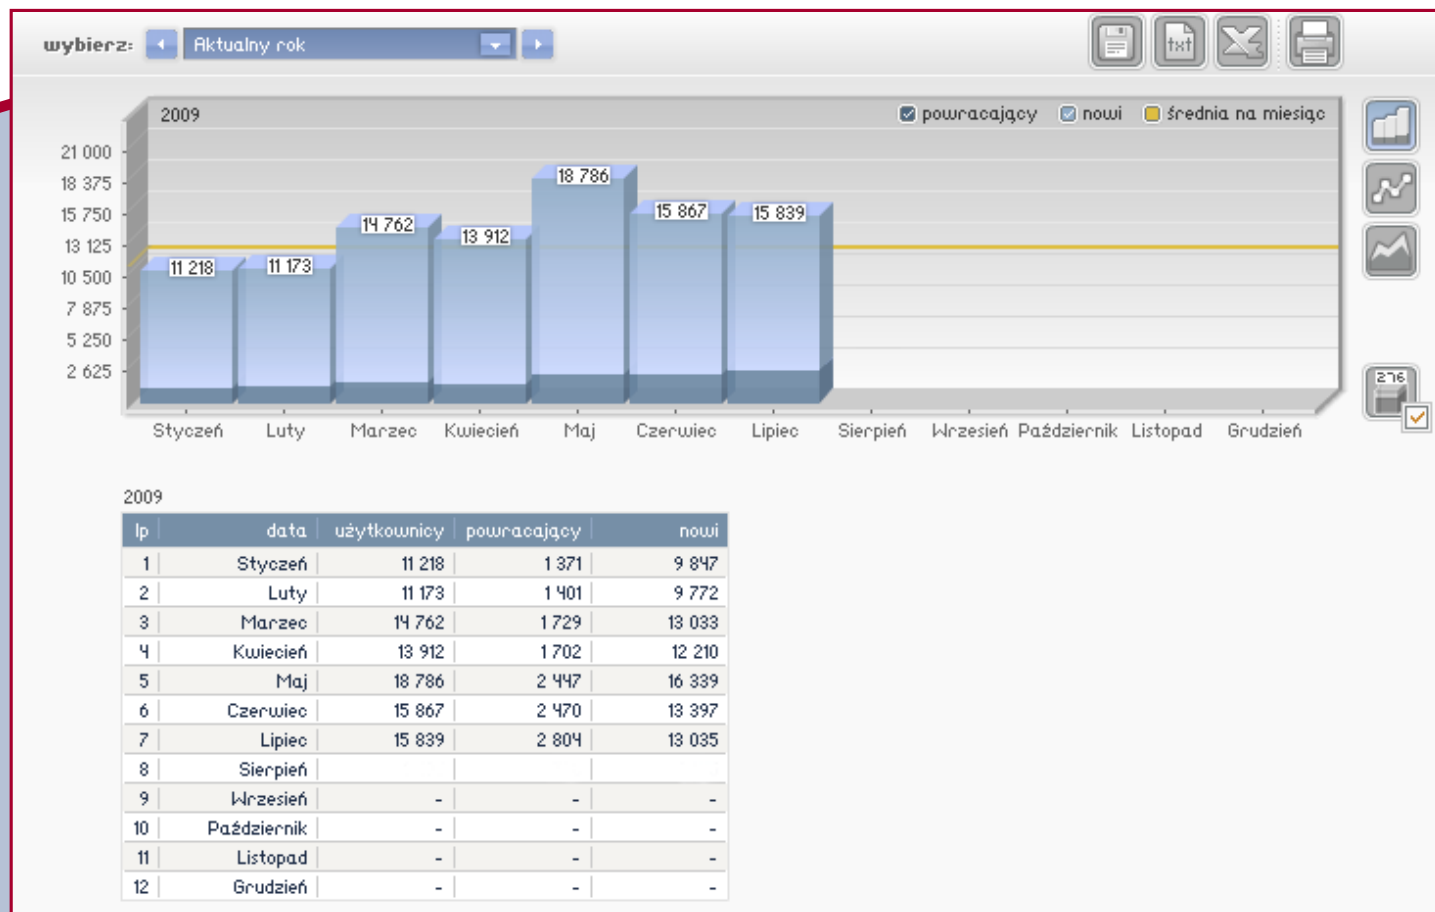 wybierz: Aktualny rok
txt
2009 powracający nowi średnia na miesiąc
21 000
18 375
15 750
13 125
10 500
7 875
5 250
2 625
11 218 11 173 14 762 13 912 18 786 15 867 15 839
276
Styczeń Luty Marzec Kwiecień Maj Czerwiec Lipiec Sierpień Wrzesień Październik Listopad Grudzień
2009
lp data użytkownicy powracający nowi
1 Styczeń 11 218 1 371 9 847
2 Luty 11 173 1 401 9 772
3 Marzec 14 762 1 729 13 033
4 Kwiecień 13 912 1 702 12 210
5 Maj 18 786 2 447 16 339
6 Czerwiec 15 867 2 470 13 397
7 Lipiec 15 839 2 804 13 035
8 Sierpień
9 Wrzesień - - -
10 Październik - - -
11 Listopad - - -
12 Grudzień - - -